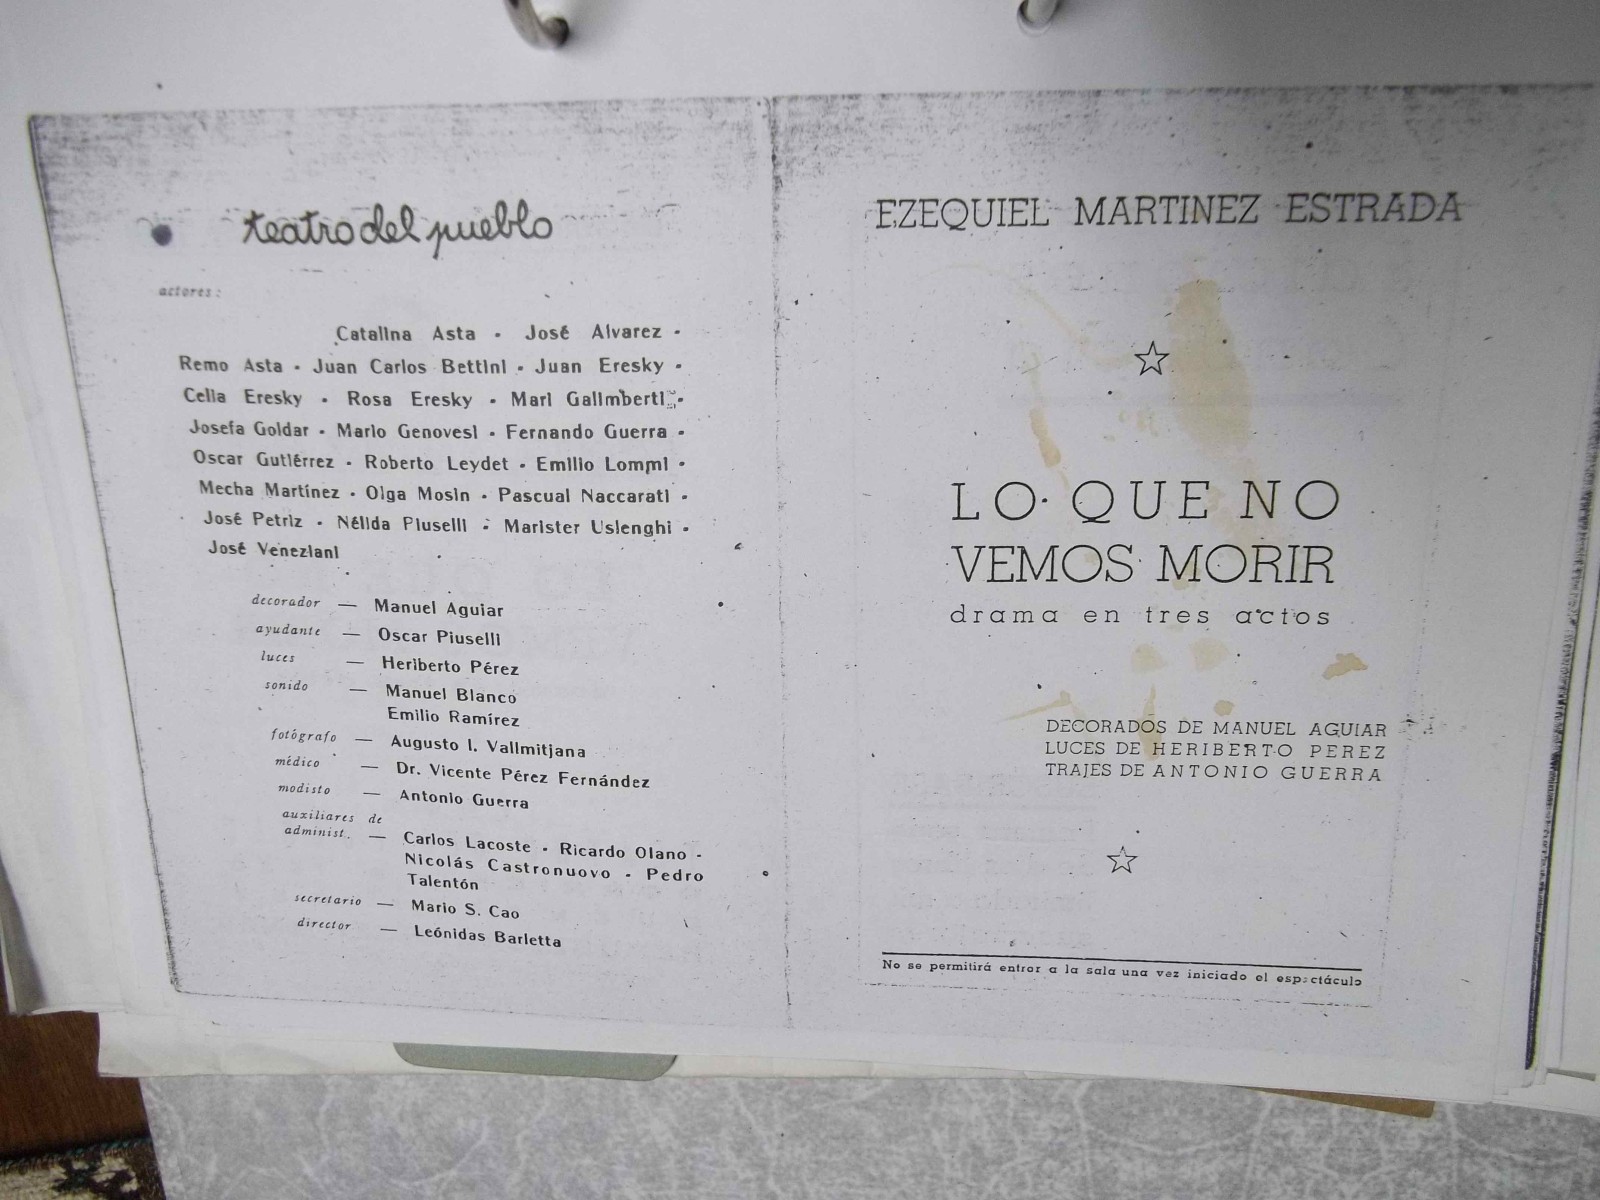 teatro del pueblo
actores:
Catalina Asta - José Alvarez -
Remo Asta - Juan Carlos Bettini - Juan Eresky -
Celia Eresky - Rosa Eresky - Mari Galimberti -
Josefa Goldar - Mario Genovesi - Fernando Guerra -
Oscar Gutiérrez - Roberto Leydet - Emilio Lommi -
Mecha Martínez - Olga Mosin - Pascual Naccarati -
José Petriz - Nélida Piuselli - Marister Uslenghi -
José Veneziani
decorador — Manuel Aguiar
ayudante — Oscar Piuselli
luces — Heriberto Pérez
sonido — Manuel Blanco
Emilio Ramírez
fotógrafo — Augusto I. Vallmitjana
médico — Dr. Vicente Pérez Fernández
modisto — Antonio Guerra
auxiliares de
administ. — Carlos Lacoste - Ricardo Olano -
Nicolás Castronuovo - Pedro
Talentón
secretario — Mario S. Cao
director — Leónidas Barletta
EZEQUIEL MARTINEZ ESTRADA
LO QUE NO
VEMOS MORIR
drama en tres actos
DECORADOS DE MANUEL AGUIAR
LUCES DE HERIBERTO PEREZ
TRAJES DE ANTONIO GUERRA
No se permitirá entrar a la sala una vez iniciado el espectáculo